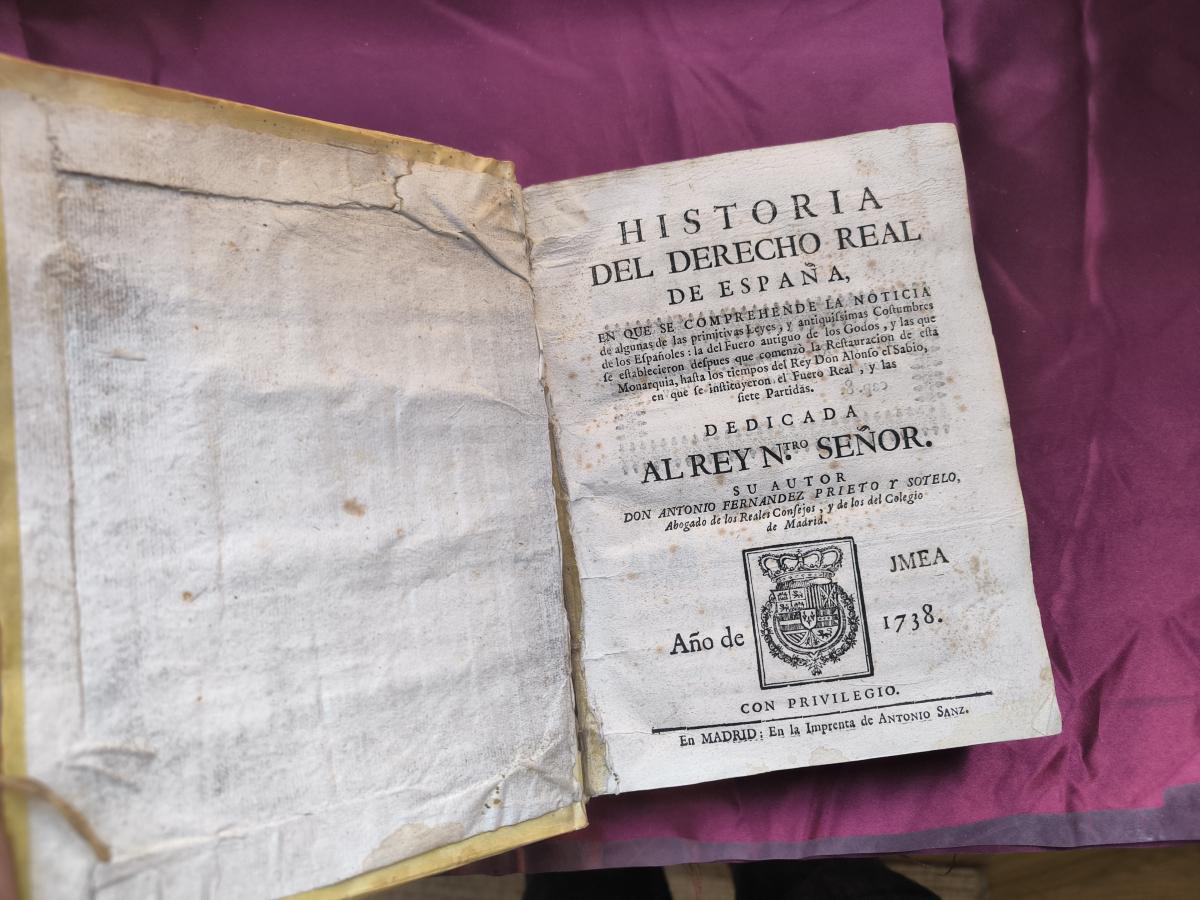 HISTORIA
DEL DERECHO REAL
DE ESPAÑA,
EN QUE SE COMPREHENDE LA NOTICIA
de algunas de las primitivas Leyes, y antiquiſsimas Coſtumbres
de los Eſpañoles: la del Fuero antiguo de los Godos, y las que
ſe eſtablecieron deſpues que comenzò la Reſtauracion de eſta
Monarquia, haſta los tiempos del Rey Don Alonſo el Sabio,
en que ſe inſtituyeron el Fuero Real, y las
ſiete Partidas.
DEDICADA
AL REY N.TRO SEÑOR.
SU AUTOR
DON ANTONIO FERNANDEZ PRIETO Y SOTELO,
Abogado de los Reales Conſejos, y de los del Colegio
de Madrid.
JMEA
Año de 1738.
CON PRIVILEGIO.
En MADRID: En la Imprenta de ANTONIO SANZ.